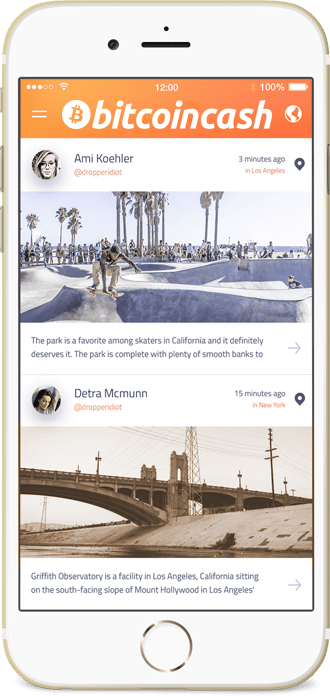 12:00
100%
bitcoincash
Ami Koehler
3 minutes ago
@dropperidiot
in Los Angeles
The park is a favorite among skaters in California and it definitely
deserves it. The park is complete with plenty of smooth banks to
Detra Mcmunn
15 minutes ago
@dropperidiot
in New York
Griffith Observatory is a facility in Los Angeles, California sitting
on the south-facing slope of Mount Hollywood in Los Angeles'